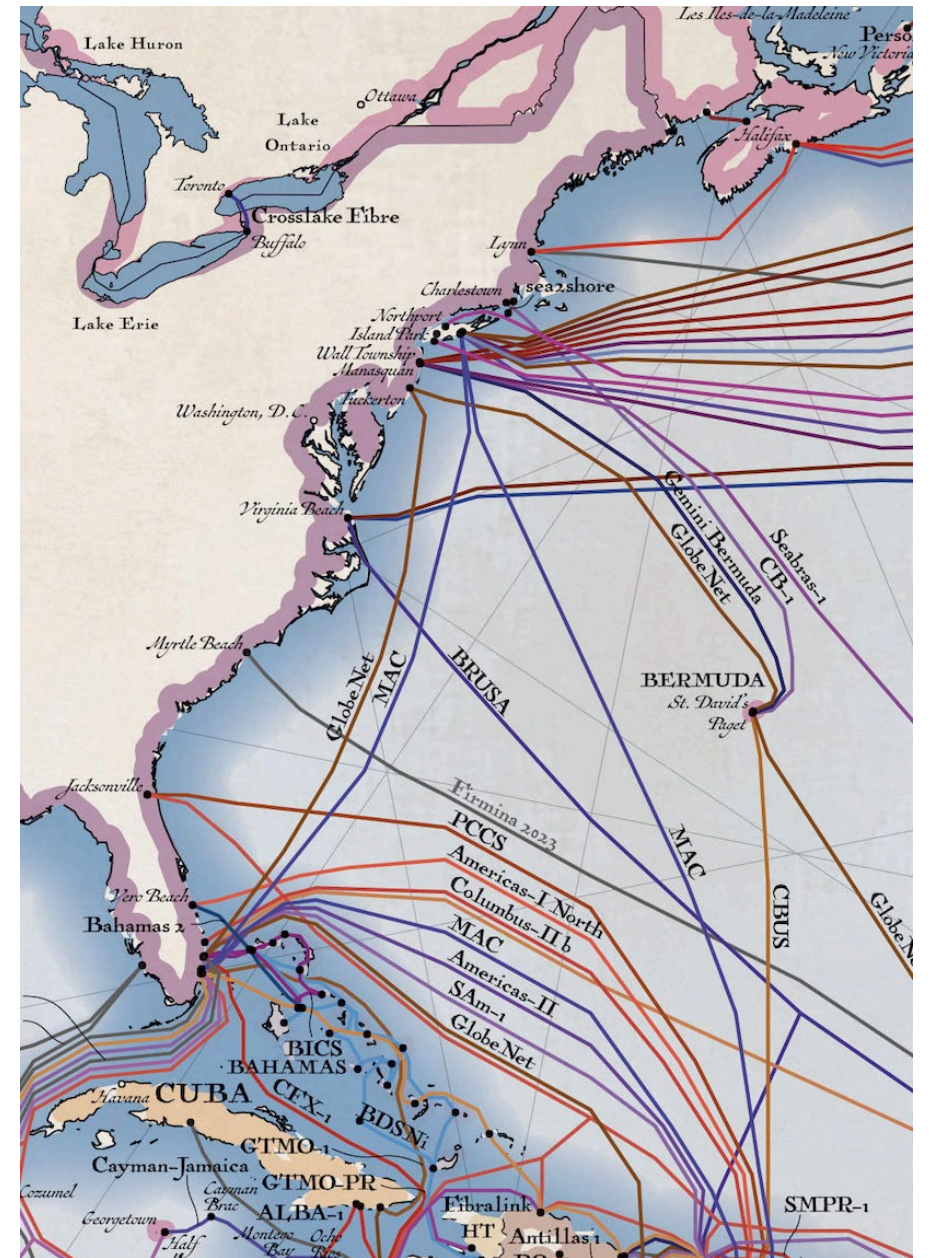 Les Iles-de-la-Madeleine
Lake Huron
Perso
New Victoria
Ottawa
Lake
Ontario
Halifax
Toronto
Crosslake Fibre
Buffalo
Lynn
Charlestown
sea2shore
Northport
Island Park
Lake Erie
Wall Township
Manasquan
Tuckerton
Washington, D.C.
Virginia Beach
Gemini Bermuda
GlobeNet
CB-1
Seabras-1
Myrtle Beach
GlobeNet
MAC
BRUSA
BERMUDA
St. David's
Paget
Jacksonville
Firmina 2023
PCCS
MAC
Americas-I North
Columbus-II b
Vero Beach
Bahamas 2
CBUS
GlobeNe
MAC
Americas-II
SAm-1
GlobeNet
BICS
BAHAMAS
Havana
CUBA
CFX-1
BDSNi
GTMO-1
Cayman-Jamaica
Cozumel
Cayman
Brac
GTMO-PR
Georgetown
ALBA-1
Fibralink
SMPR-1
Half
Montego
Bay
Ocho
Rios
HT
Antillas 1